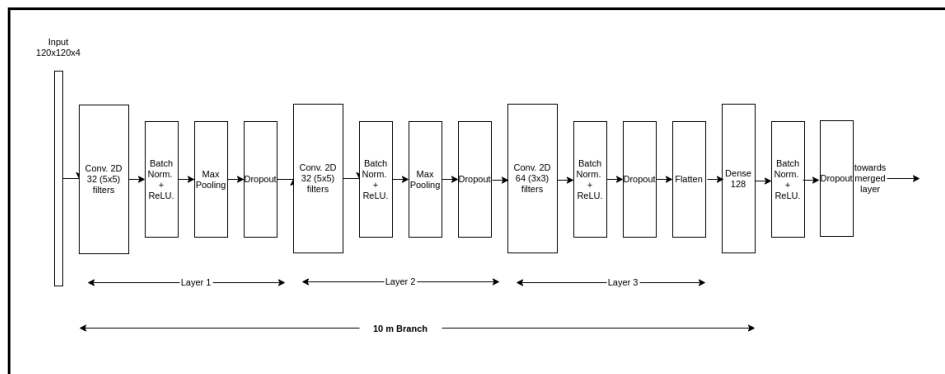 Input
120x120x4
Conv. 2D
32 (5x5)
filters
Batch
Norm.
+
ReLU.
Max
Pooling
Dropout
Conv. 2D
32 (5x5)
filters
Batch
Norm.
+
ReLU.
Max
Pooling
Dropout
Conv. 2D
64 (3x3)
filters
Batch
Norm.
+
ReLU.
Dropout
Flatten
Dense
128
Batch
Norm.
+
ReLU.
Dropout
towards
merged
layer
Layer 1
Layer 2
Layer 3
10 m Branch